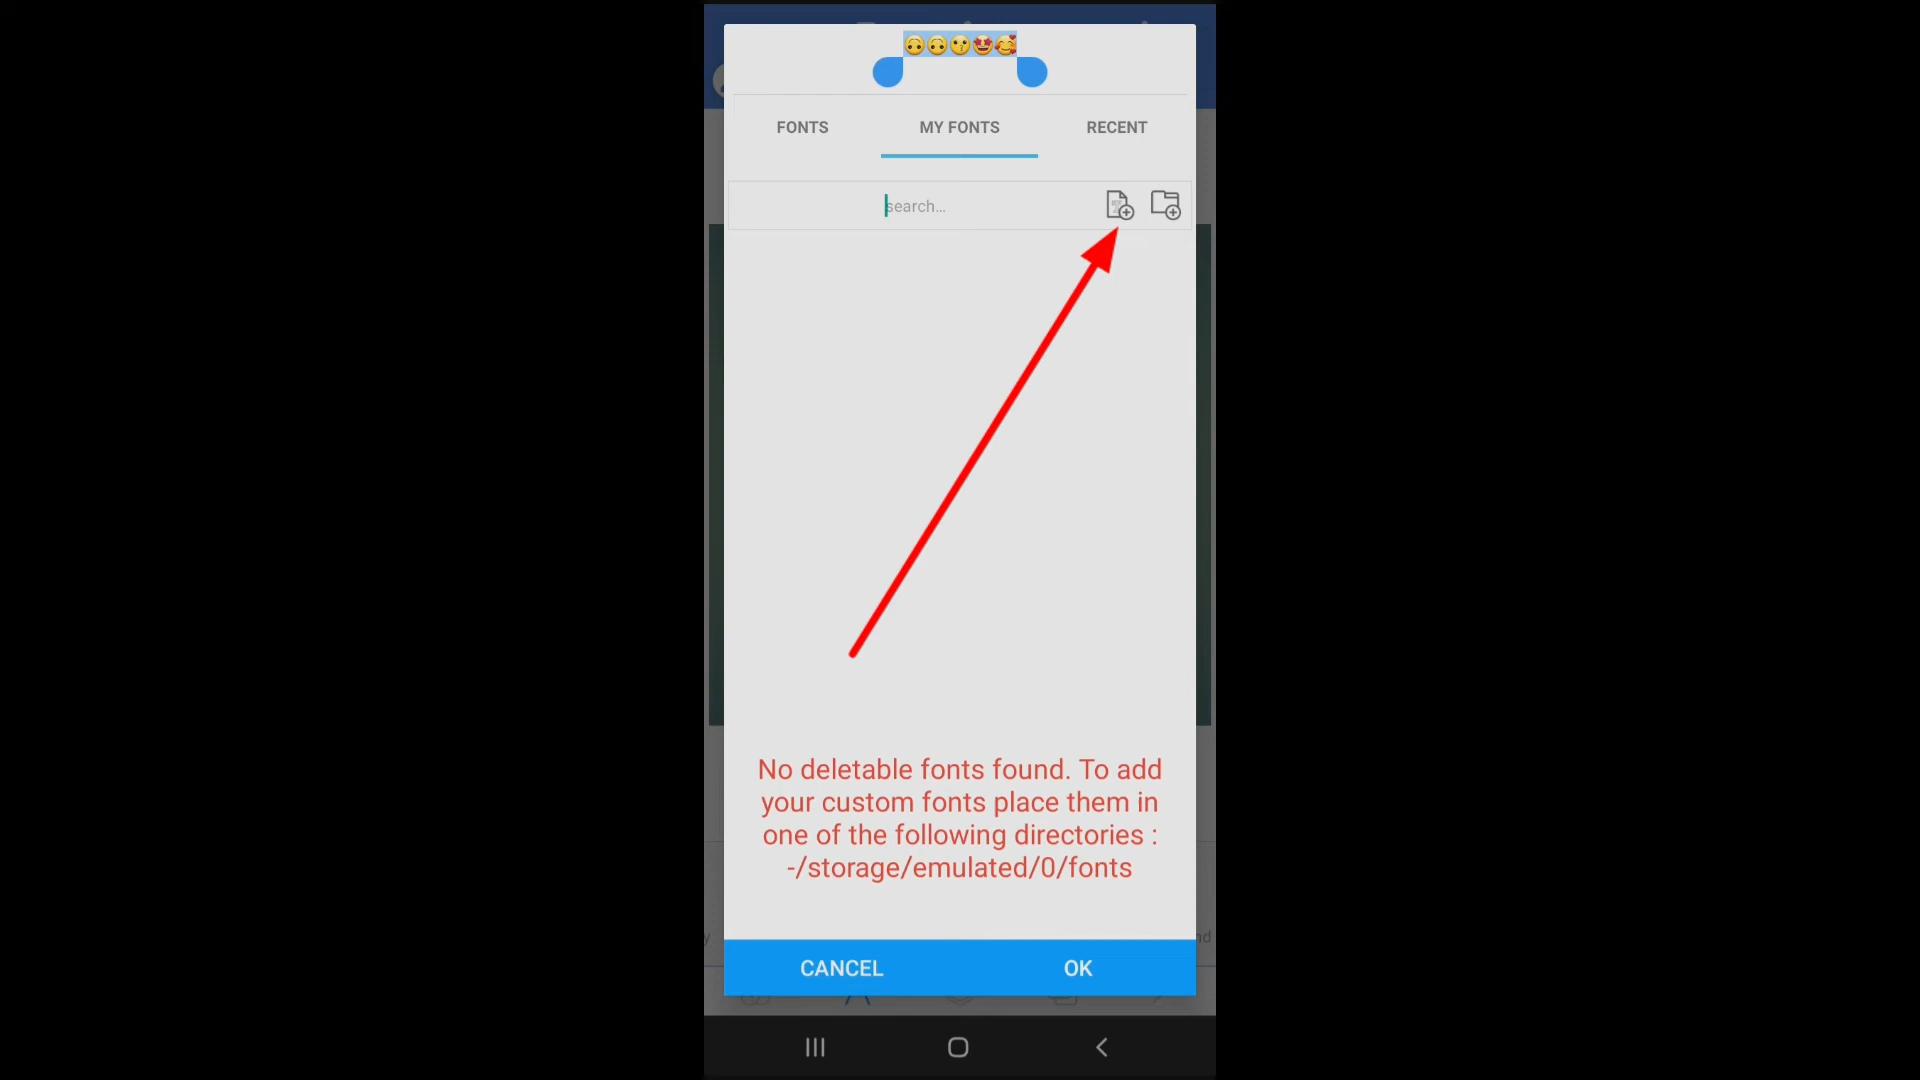 🙃🙃😗🤩🥰
FONTS MY FONTS RECENT
search...
No deletable fonts found. To add
your custom fonts place them in
one of the following directories :
-/storage/emulated/0/fonts
CANCEL OK